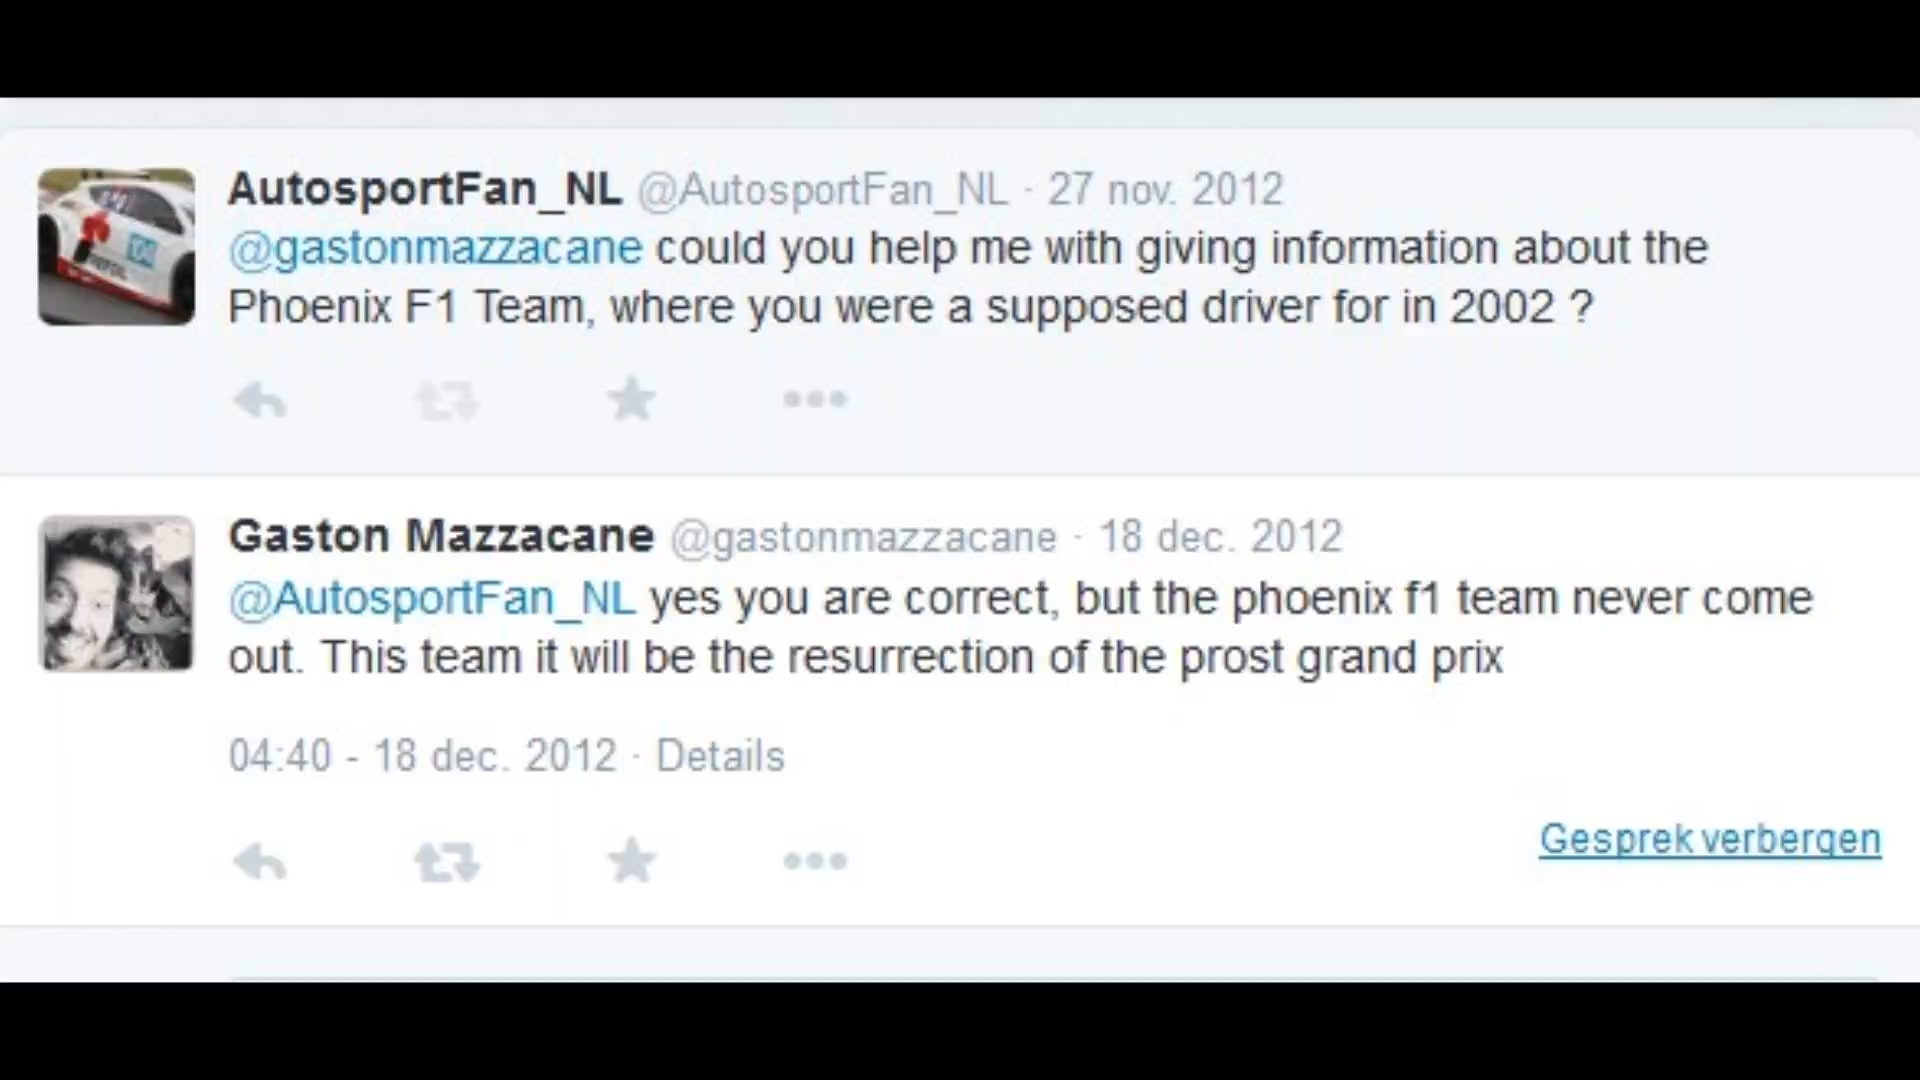 AutosportFan_NL @AutosportFan_NL · 27 nov. 2012
@gastonmazzacane could you help me with giving information about the
Phoenix F1 Team, where you were a supposed driver for in 2002 ?
Gaston Mazzacane @gastonmazzacane · 18 dec. 2012
@AutosportFan_NL yes you are correct, but the phoenix f1 team never come
out. This team it will be the resurrection of the prost grand prix
04:40 - 18 dec. 2012 · Details
Gesprek verbergen